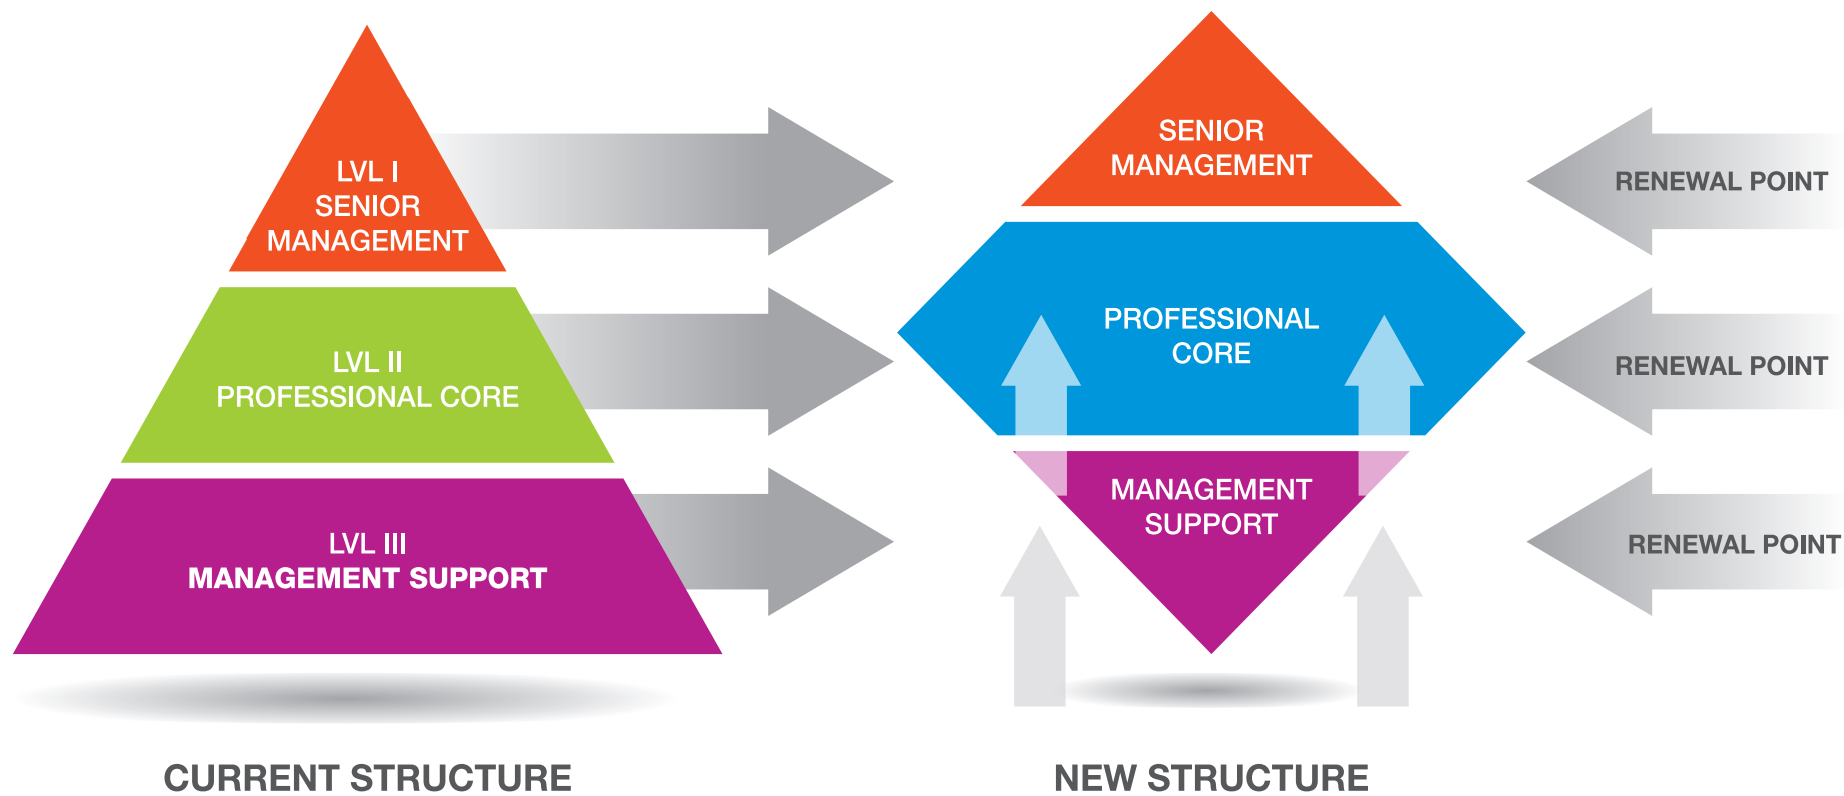 LVL I
SENIOR
MANAGEMENT
LVL II
PROFESSIONAL CORE
LVL III
MANAGEMENT SUPPORT
CURRENT STRUCTURE
SENIOR
MANAGEMENT
PROFESSIONAL
CORE
MANAGEMENT
SUPPORT
NEW STRUCTURE
RENEWAL POINT
RENEWAL POINT
RENEWAL POINT